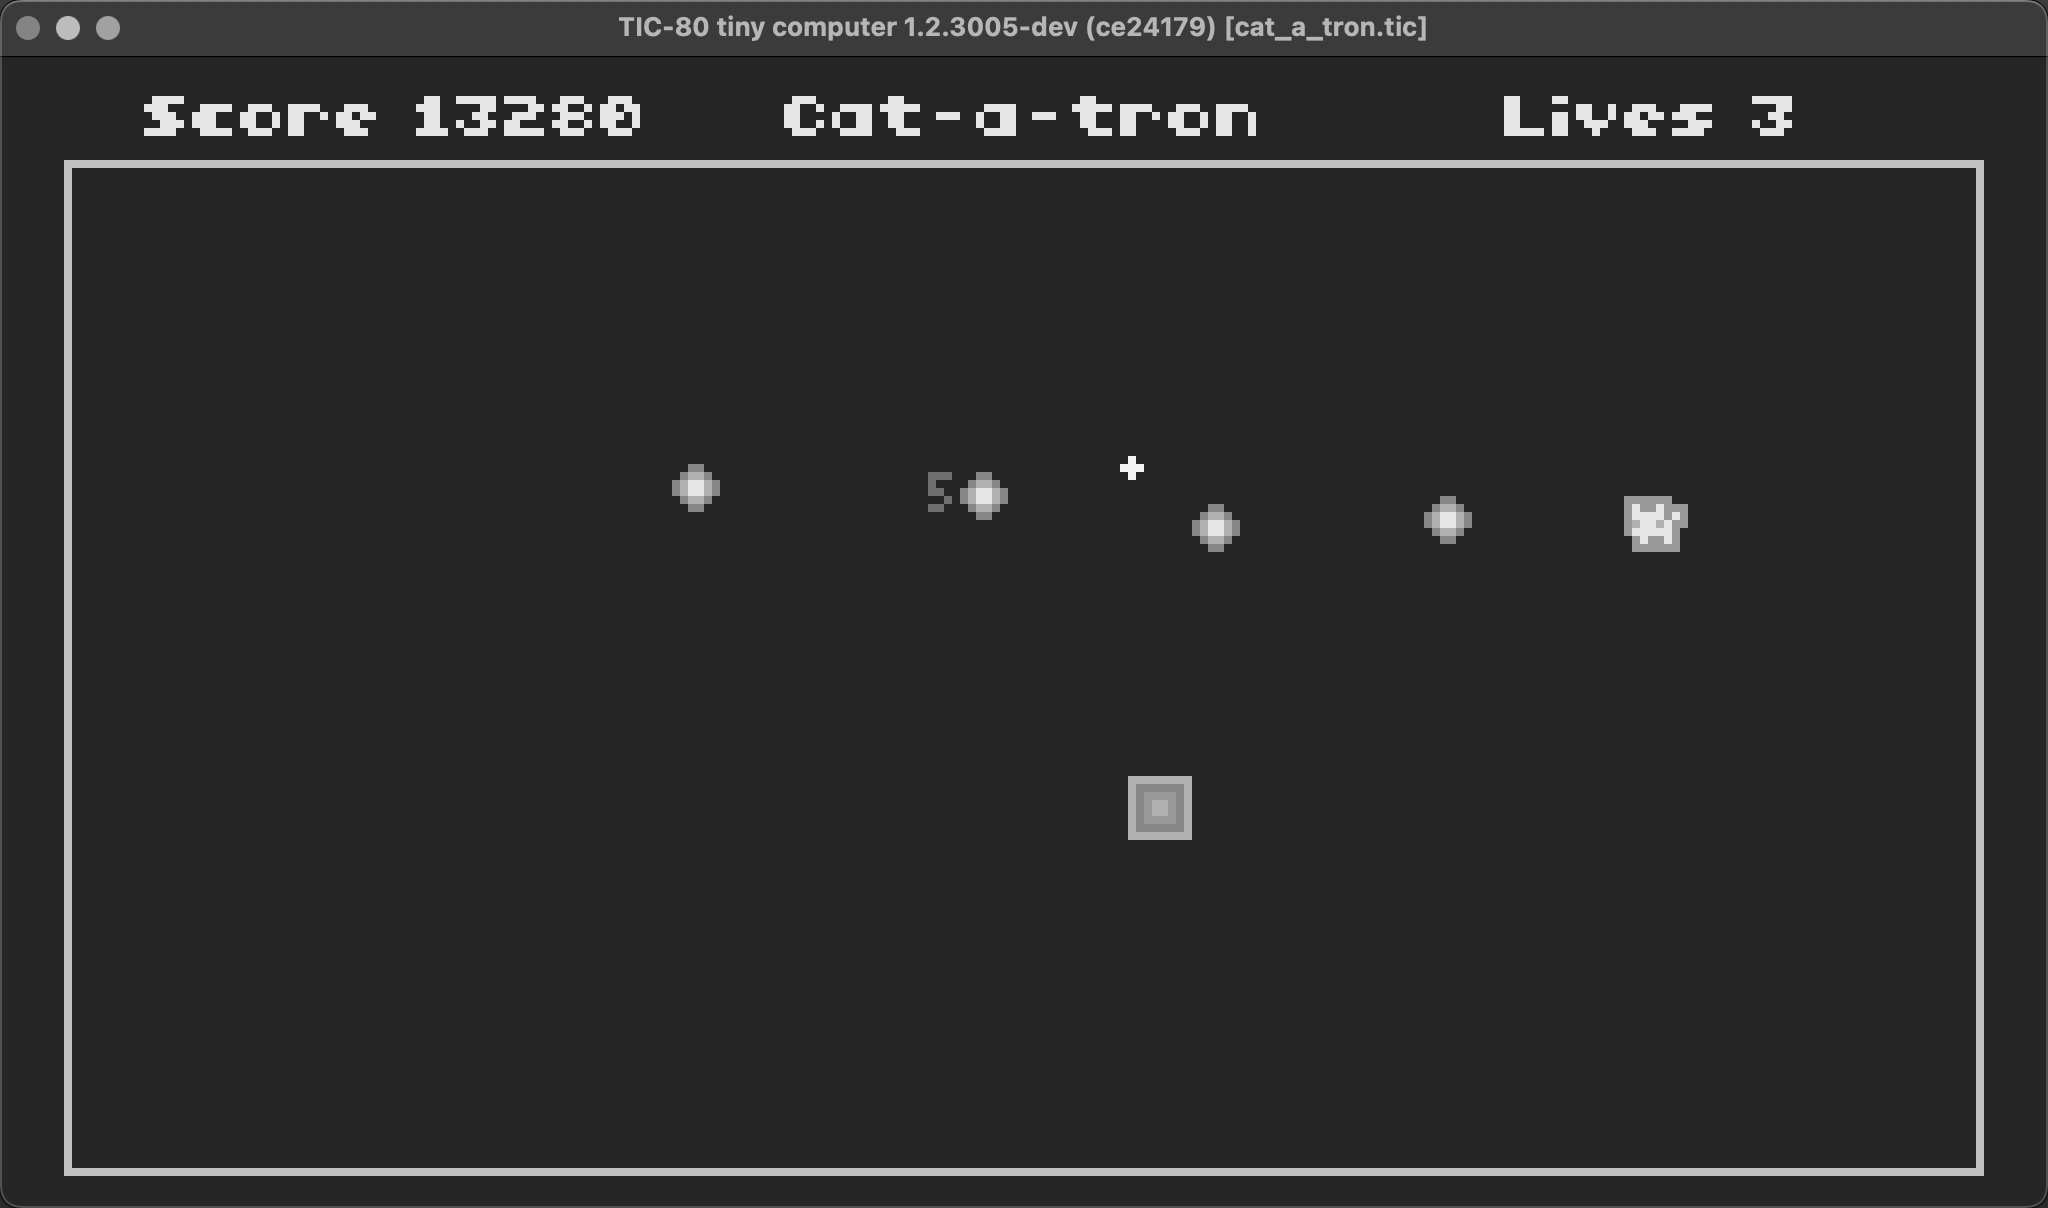 TIC-80 tiny computer 1.2.3005-dev (ce24179) [cat_a_tron.tic]
Score 13280 Cat-a-tron Lives 3
5